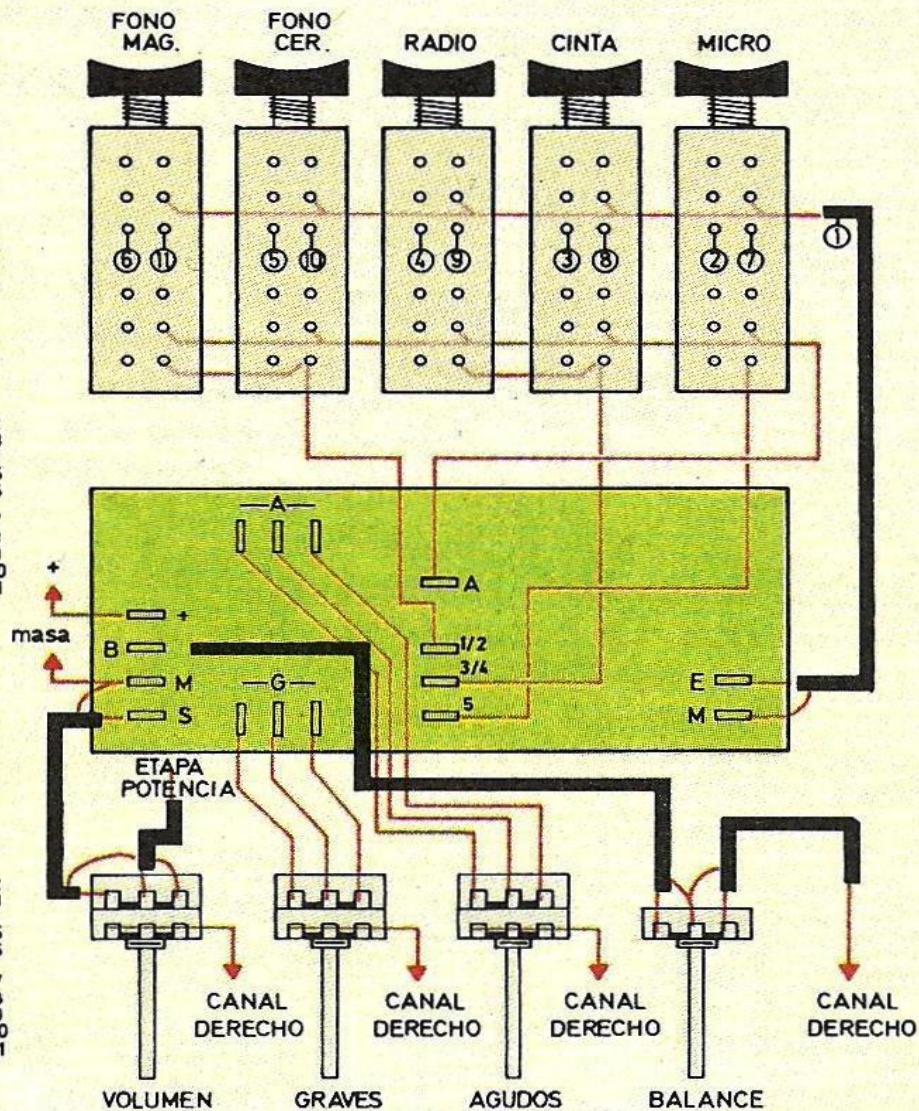 FONO
MAG.
FONO
CER.
RADIO
CINTA
MICRO
6 11
5 10
4 9
3 8
2 7
1
A
A
+
+
masa
B
1/2
M
3/4
G
E
S
5
M
ETAPA
POTENCIA
CANAL
DERECHO
CANAL
DERECHO
CANAL
DERECHO
CANAL
DERECHO
VOLUMEN
GRAVES
AGUDOS
BALANCE